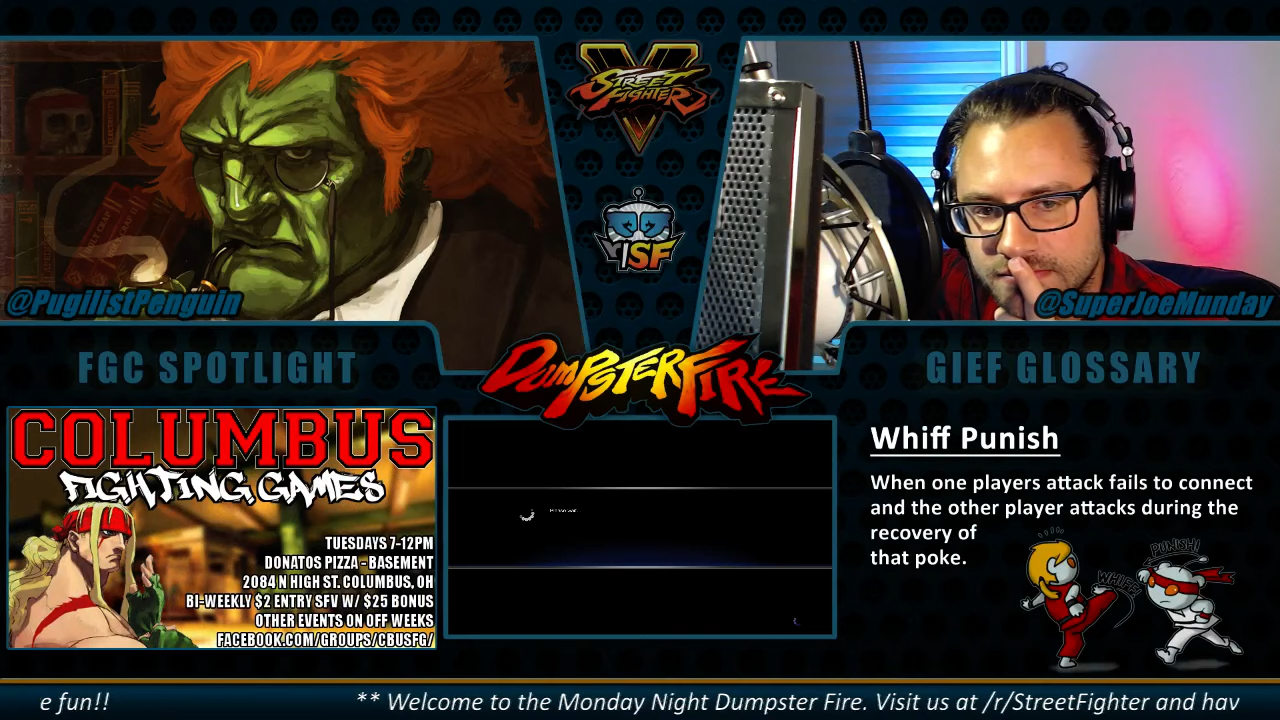 STREET
FIGHTER
V
SF
@PugilistPenguin
@SuperJoeMunday
FGC SPOTLIGHT
DUMPSTER FIRE
GIEF GLOSSARY
COLUMBUS
FIGHTING GAMES
TUESDAYS 7-12PM
DONATOS PIZZA - BASEMENT
2084 N HIGH ST. COLUMBUS, OH
BI-WEEKLY $2 ENTRY SFV W/ $25 BONUS
OTHER EVENTS ON OFF WEEKS
FACEBOOK.COM/GROUPS/CBUSFG/
Please wait
Whiff Punish
When one players attack fails to connect
and the other player attacks during the
recovery of
that poke.
WHIFF!
PUNISH!
e fun!! ** Welcome to the Monday Night Dumpster Fire. Visit us at /r/StreetFighter and hav